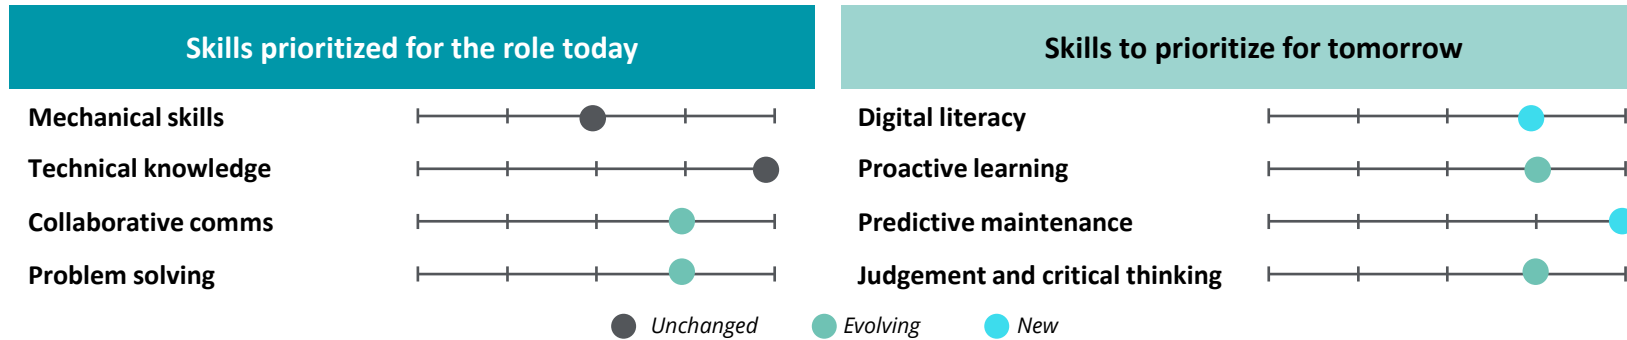 Skills prioritized for the role today
Mechanical skills
Technical knowledge
Collaborative comms
Problem solving
Skills to prioritize for tomorrow
Digital literacy
Proactive learning
Predictive maintenance
Judgement and critical thinking
Unchanged
Evolving
New